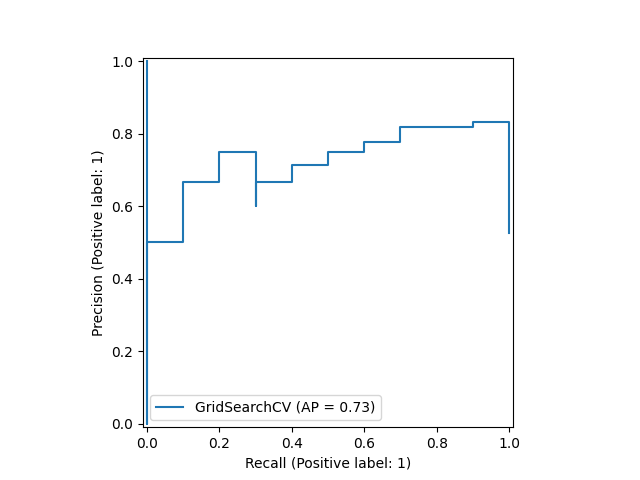 1.0
0.8
0.6
0.4
0.2
0.0
Precision (Positive label: 1)
GridSearchCV (AP = 0.73)
0.0 0.2 0.4 0.6 0.8 1.0
Recall (Positive label: 1)